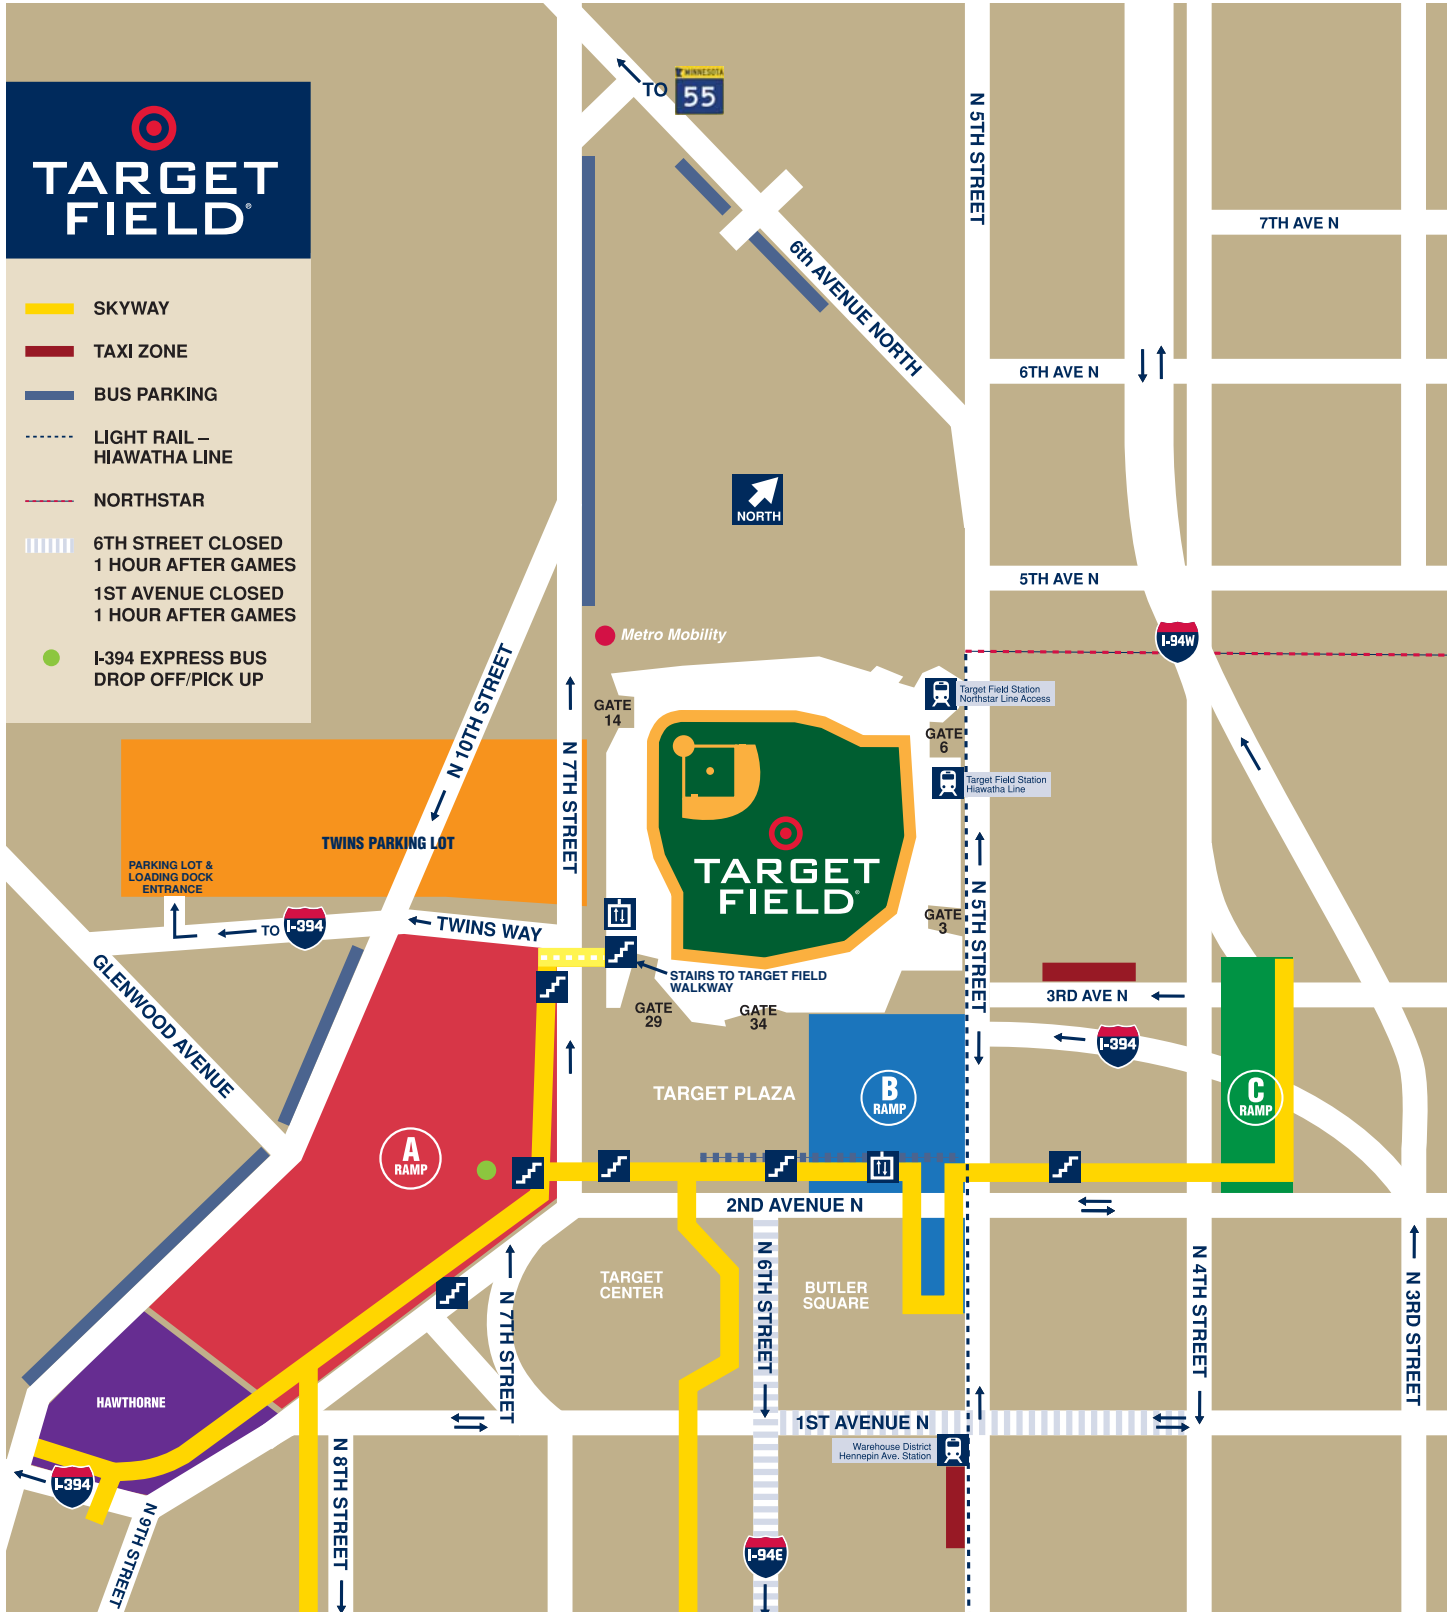 TARGET
FIELD®
SKYWAY
TAXI ZONE
BUS PARKING
LIGHT RAIL –
HIAWATHA LINE
NORTHSTAR
6TH STREET CLOSED
1 HOUR AFTER GAMES
1ST AVENUE CLOSED
1 HOUR AFTER GAMES
I-394 EXPRESS BUS
DROP OFF/PICK UP
TO
MINNESOTA
55
N 5TH STREET
7TH AVE N
6th AVENUE NORTH
6TH AVE N
NORTH
5TH AVE N
I-94W
Metro Mobility
N 10TH STREET
GATE
14
Target Field Station
Northstar Line Access
GATE
6
Target Field Station
Hiawatha Line
N 7TH STREET
TWINS PARKING LOT
PARKING LOT &
LOADING DOCK
ENTRANCE
TARGET
FIELD®
GATE
3
N 5TH STREET
TO
I-394
TWINS WAY
STAIRS TO TARGET FIELD
WALKWAY
GLENWOOD AVENUE
GATE
29
GATE
34
3RD AVE N
I-394
TARGET PLAZA
B
RAMP
C
RAMP
A
RAMP
2ND AVENUE N
TARGET
CENTER
N 6TH STREET
BUTLER
SQUARE
N 7TH STREET
N 4TH STREET
N 3RD STREET
HAWTHORNE
1ST AVENUE N
Warehouse District
Hennepin Ave. Station
I-394
N 9TH STREET
N 8TH STREET
I-94E